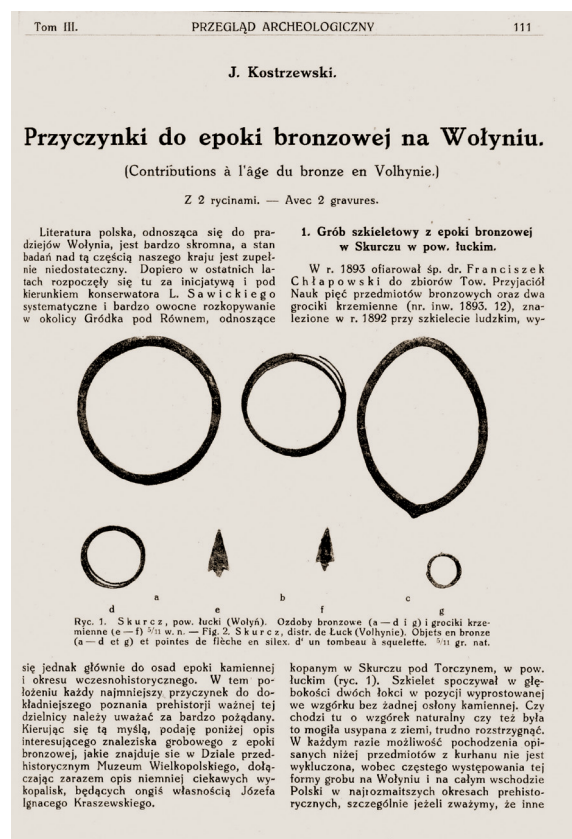 Tom III.
PRZEGLĄD ARCHEOLOGICZNY
111
J. Kostrzewski.
Przyczynki do epoki bronzowej na Wołyniu.
(Contributions à l'âge du bronze en Volhynie.)
Z 2 rycinami. — Avec 2 gravures.
Literatura polska, odnosząca się do pra-
dziejów Wołynia, jest bardzo skromna, a stan
badań nad tą częścią naszego kraju jest zupeł-
nie niedostateczny. Dopiero w ostatnich la-
tach rozpoczęły się tu za inicjatywą i pod
kierunkiem konserwatora L. Sawickiego
systematyczne i bardzo owocne rozkopywanie
w okolicy Gródka pod Równem, odnoszące
1. Grób szkieletowy z epoki bronzowej
w Skurczu w pow. łuckim.
W r. 1893 ofiarował śp. dr. Franciszek
Chłapowski do zbiorów Tow. Przyjaciół
Nauk pięć przedmiotów bronzowych oraz dwa
grociki krzemienne (nr. inw. 1893. 12), zna-
lezione w r. 1892 przy szkielecie ludzkim, wy-
a b c
d e f g
Ryc. 1. Skurcz, pow. łucki (Wołyń). Ozdoby bronzowe (a — d i g) i grociki krze-
mienne (e — f) 5/11 w. n. — Fig. 2. Skurcz, distr. de Łuck (Volhynie). Objets en bronze
(a — d et g) et pointes de flèche en silex. d' un tombeau à squelette. 5/11 gr. nat.
się jednak głównie do osad epoki kamiennej
i okresu wczesnohistorycznego. W tem po-
łożeniu każdy najmniejszy przyczynek do do-
kładniejszego poznania prehistorji ważnej tej
dzielnicy należy uważać za bardzo pożądany.
Kierując się tą myślą, podaję poniżej opis
interesującego znaleziska grobowego z epoki
bronzowej, jakie znajduje sie w Dziale przed-
historycznym Muzeum Wielkopolskiego, dołą-
czając zarazem opis niemniej ciekawych wy-
kopalisk, będących ongiś własnością Józefa
Ignacego Kraszewskiego.
kopanym w Skurczu pod Torczynem, w pow.
łuckim (ryc. 1). Szkielet spoczywał w głę-
bokości dwóch łokci w pozycji wyprostowanej
we wzgórku bez żadnej osłony kamiennej. Czy
chodzi tu o wzgórek naturalny czy też była
to mogiła usypana z ziemi, trudno rozstrzygnąć.
W każdym razie możliwość pochodzenia opi-
sanych niżej przedmiotów z kurhanu nie jest
wykluczona, wobec częstego występowania tej
formy grobu na Wołyniu i na całym wschodzie
Polski w najrozmaitszych okresach prehisto-
rycznych, szczególnie jeżeli zważymy, że inne